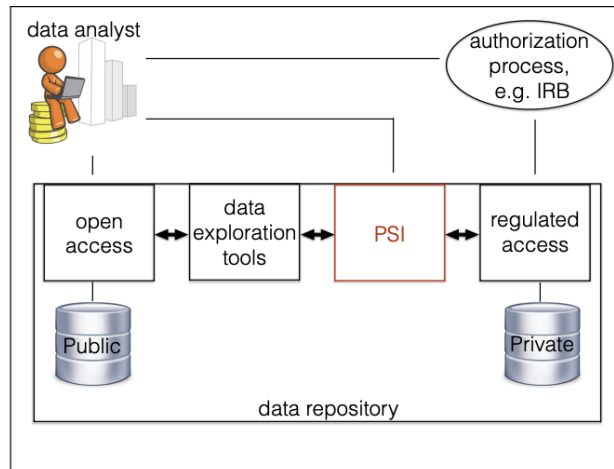 data analyst
authorization
process,
e.g. IRB
open
access
data
exploration
tools
PSI
regulated
access
Public
Private
data repository